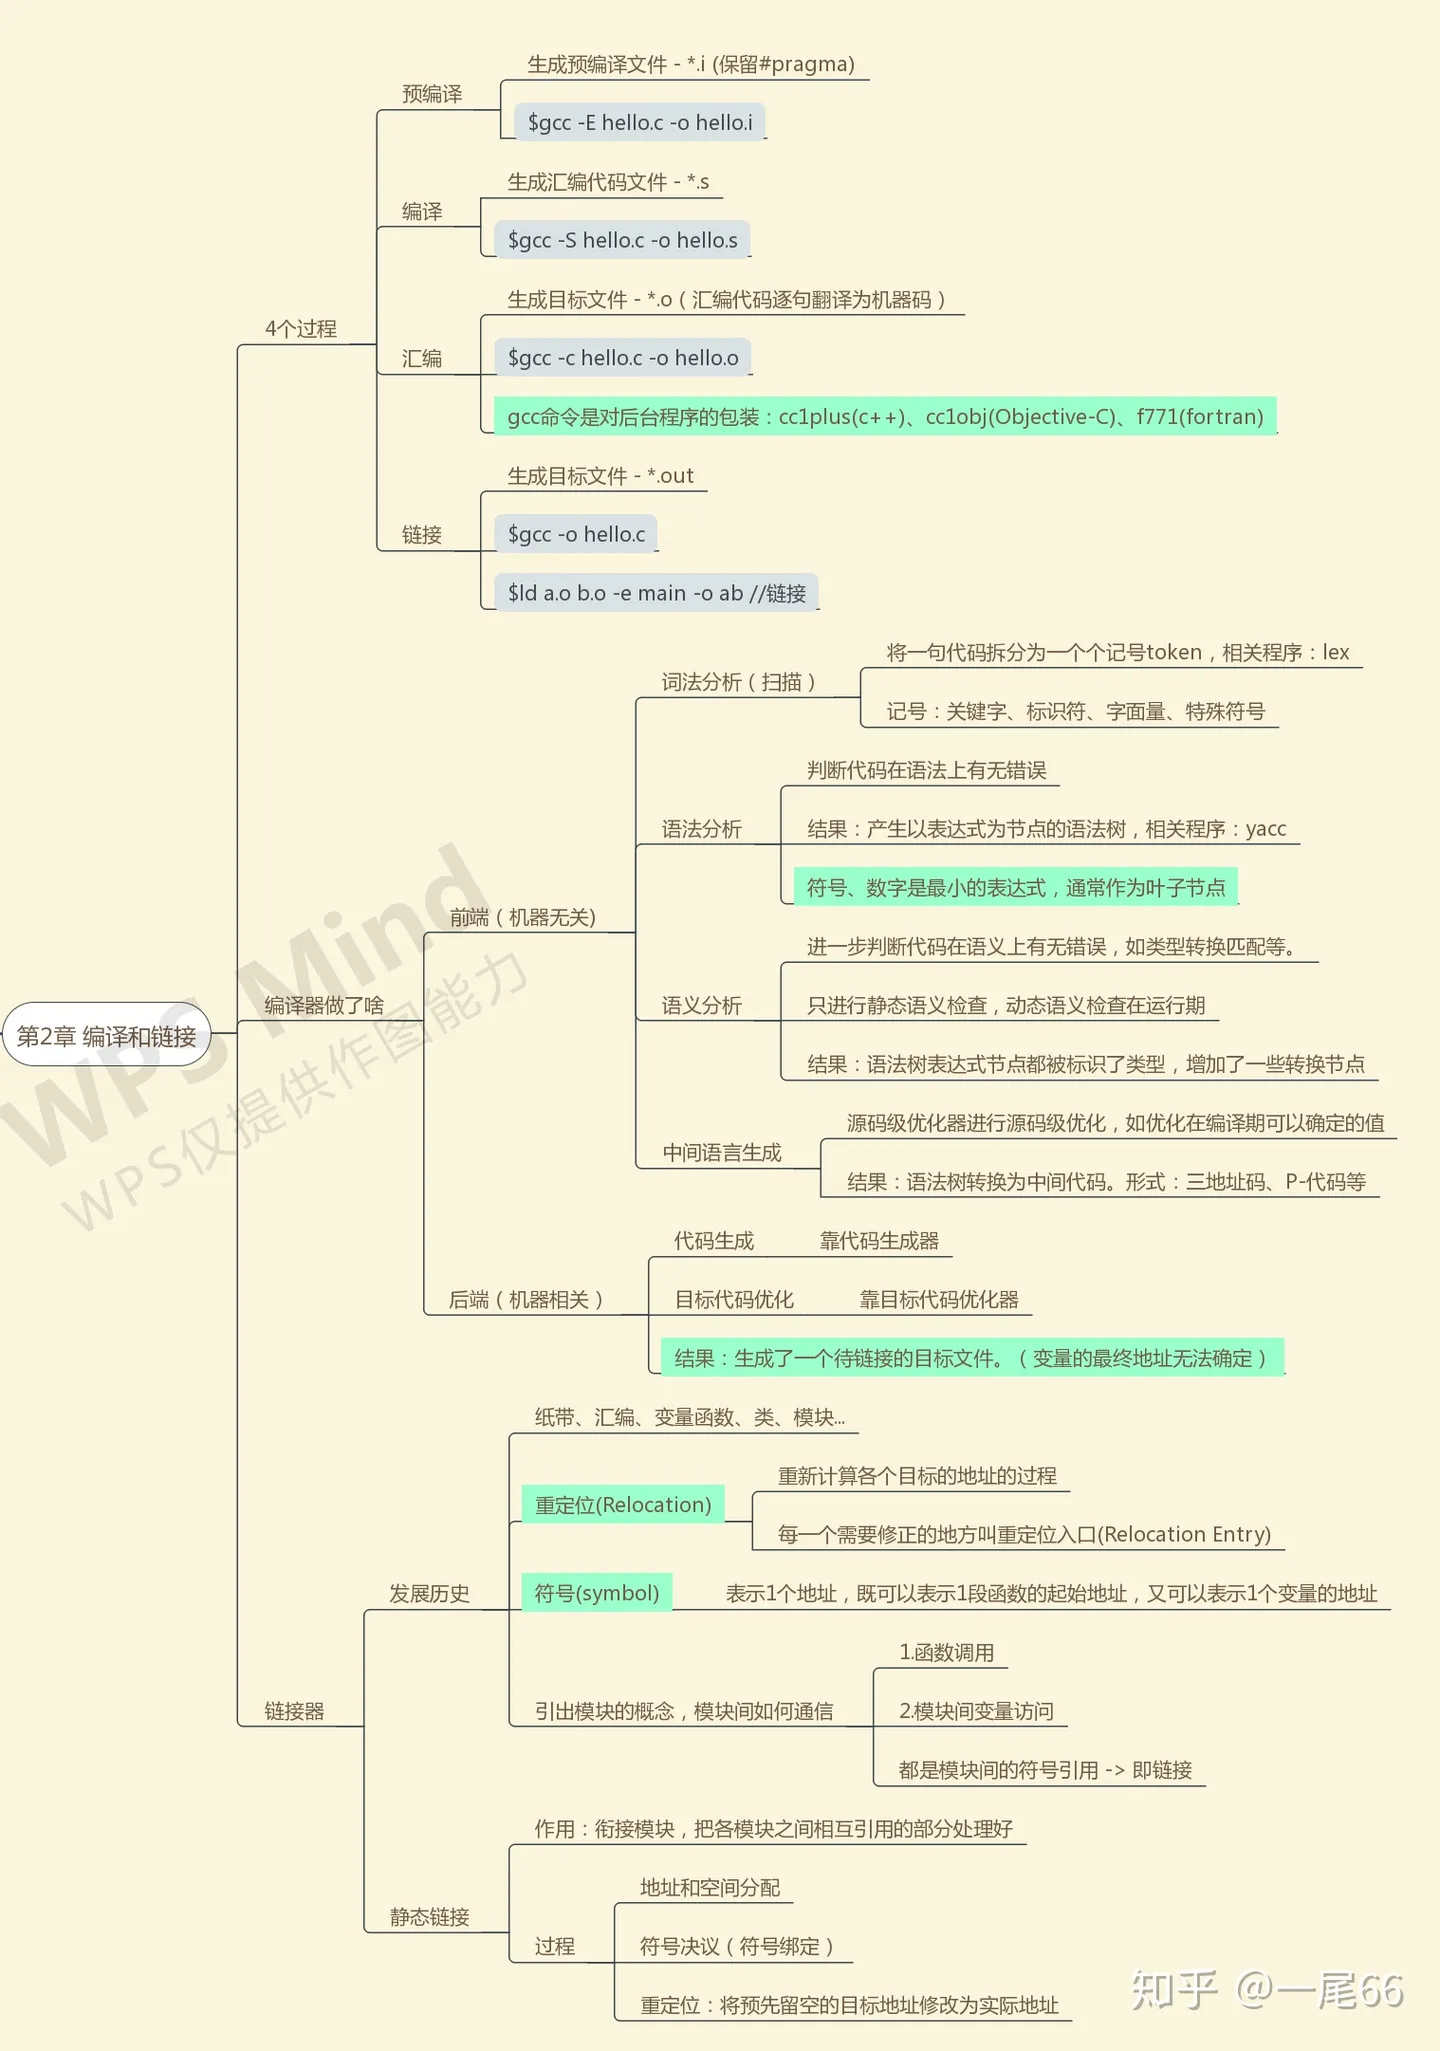 第2章 编译和链接
4个过程
预编译
生成预编译文件 - *.i (保留#pragma)
$gcc -E hello.c -o hello.i
编译
生成汇编代码文件 - *.s
$gcc -S hello.c -o hello.s
汇编
生成目标文件 - *.o（汇编代码逐句翻译为机器码）
$gcc -c hello.c -o hello.o
gcc命令是对后台程序的包装：cc1plus(c++)、cc1obj(Objective-C)、f771(fortran)
链接
生成目标文件 - *.out
$gcc -o hello.c
$ld a.o b.o -e main -o ab //链接
编译器做了啥
前端（机器无关)
词法分析（扫描）
将一句代码拆分为一个个记号token，相关程序：lex
记号：关键字、标识符、字面量、特殊符号
语法分析
判断代码在语法上有无错误
结果：产生以表达式为节点的语法树，相关程序：yacc
符号、数字是最小的表达式，通常作为叶子节点
语义分析
进一步判断代码在语义上有无错误，如类型转换匹配等。
只进行静态语义检查，动态语义检查在运行期
结果：语法树表达式节点都被标识了类型，增加了一些转换节点
中间语言生成
源码级优化器进行源码级优化，如优化在编译期可以确定的值
结果：语法树转换为中间代码。形式：三地址码、P-代码等
后端（机器相关）
代码生成
靠代码生成器
目标代码优化
靠目标代码优化器
结果：生成了一个待链接的目标文件。（变量的最终地址无法确定）
链接器
发展历史
纸带、汇编、变量函数、类、模块...
重定位(Relocation)
重新计算各个目标的地址的过程
每一个需要修正的地方叫重定位入口(Relocation Entry)
符号(symbol)
表示1个地址，既可以表示1段函数的起始地址，又可以表示1个变量的地址
引出模块的概念，模块间如何通信
1.函数调用
2.模块间变量访问
都是模块间的符号引用 -> 即链接
静态链接
作用：衔接模块，把各模块之间相互引用的部分处理好
过程
地址和空间分配
符号决议（符号绑定）
重定位：将预先留空的目标地址修改为实际地址
WPS Mind
WPS仅提供作图能力
知乎 @一尾66